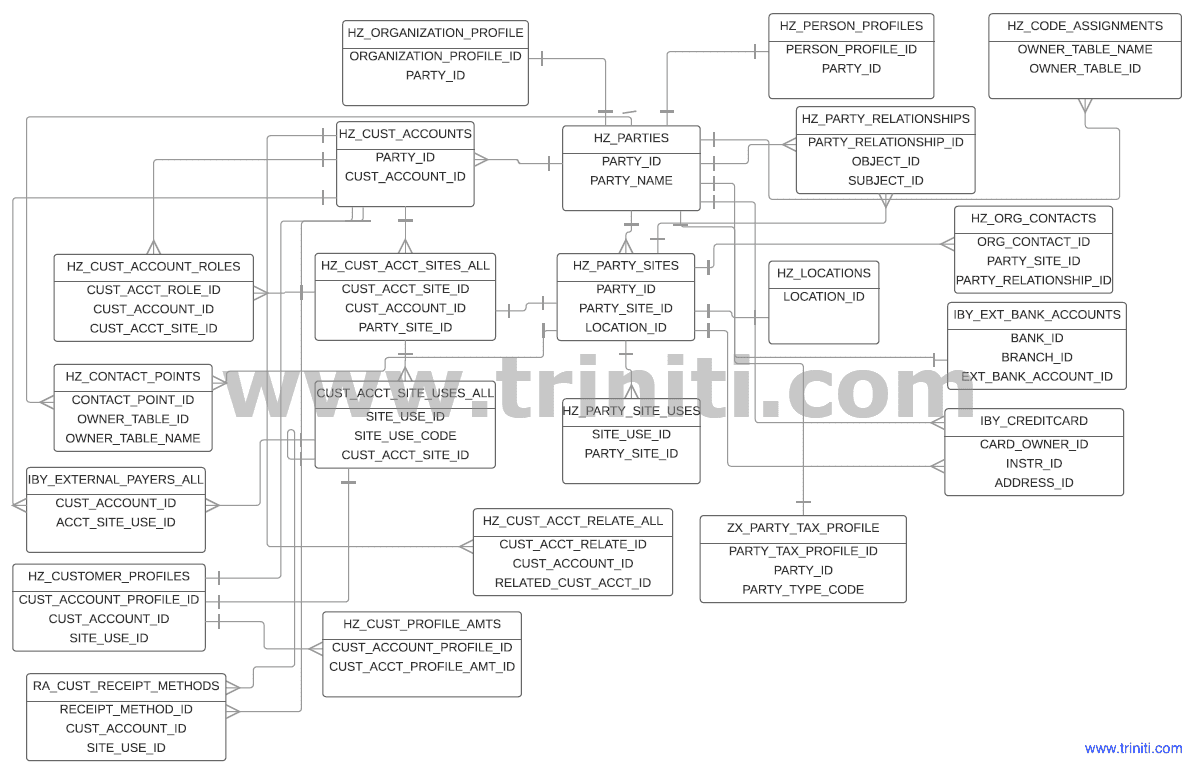 HZ_ORGANIZATION_PROFILE
ORGANIZATION_PROFILE_ID
PARTY_ID
HZ_PERSON_PROFILES
PERSON_PROFILE_ID
PARTY_ID
HZ_CODE_ASSIGNMENTS
OWNER_TABLE_NAME
OWNER_TABLE_ID
HZ_CUST_ACCOUNTS
PARTY_ID
CUST_ACCOUNT_ID
HZ_PARTIES
PARTY_ID
PARTY_NAME
HZ_PARTY_RELATIONSHIPS
PARTY_RELATIONSHIP_ID
OBJECT_ID
SUBJECT_ID
HZ_ORG_CONTACTS
ORG_CONTACT_ID
PARTY_SITE_ID
PARTY_RELATIONSHIP_ID
HZ_CUST_ACCOUNT_ROLES
CUST_ACCT_ROLE_ID
CUST_ACCOUNT_ID
CUST_ACCT_SITE_ID
HZ_CUST_ACCT_SITES_ALL
CUST_ACCT_SITE_ID
CUST_ACCOUNT_ID
PARTY_SITE_ID
HZ_PARTY_SITES
PARTY_ID
PARTY_SITE_ID
LOCATION_ID
HZ_LOCATIONS
LOCATION_ID
IBY_EXT_BANK_ACCOUNTS
BANK_ID
BRANCH_ID
EXT_BANK_ACCOUNT_ID
HZ_CONTACT_POINTS
CONTACT_POINT_ID
OWNER_TABLE_ID
OWNER_TABLE_NAME
CUST_ACCT_SITE_USES_ALL
SITE_USE_ID
SITE_USE_CODE
CUST_ACCT_SITE_ID
www.triniti.com
HZ_PARTY_SITE_USES
SITE_USE_ID
PARTY_SITE_ID
IBY_CREDITCARD
CARD_OWNER_ID
INSTR_ID
ADDRESS_ID
IBY_EXTERNAL_PAYERS_ALL
CUST_ACCOUNT_ID
ACCT_SITE_USE_ID
HZ_CUST_ACCT_RELATE_ALL
CUST_ACCT_RELATE_ID
CUST_ACCOUNT_ID
RELATED_CUST_ACCT_ID
ZX_PARTY_TAX_PROFILE
PARTY_TAX_PROFILE_ID
PARTY_ID
PARTY_TYPE_CODE
HZ_CUSTOMER_PROFILES
CUST_ACCOUNT_PROFILE_ID
CUST_ACCOUNT_ID
SITE_USE_ID
HZ_CUST_PROFILE_AMTS
CUST_ACCOUNT_PROFILE_ID
CUST_ACCT_PROFILE_AMT_ID
RA_CUST_RECEIPT_METHODS
RECEIPT_METHOD_ID
CUST_ACCOUNT_ID
SITE_USE_ID
www.triniti.com